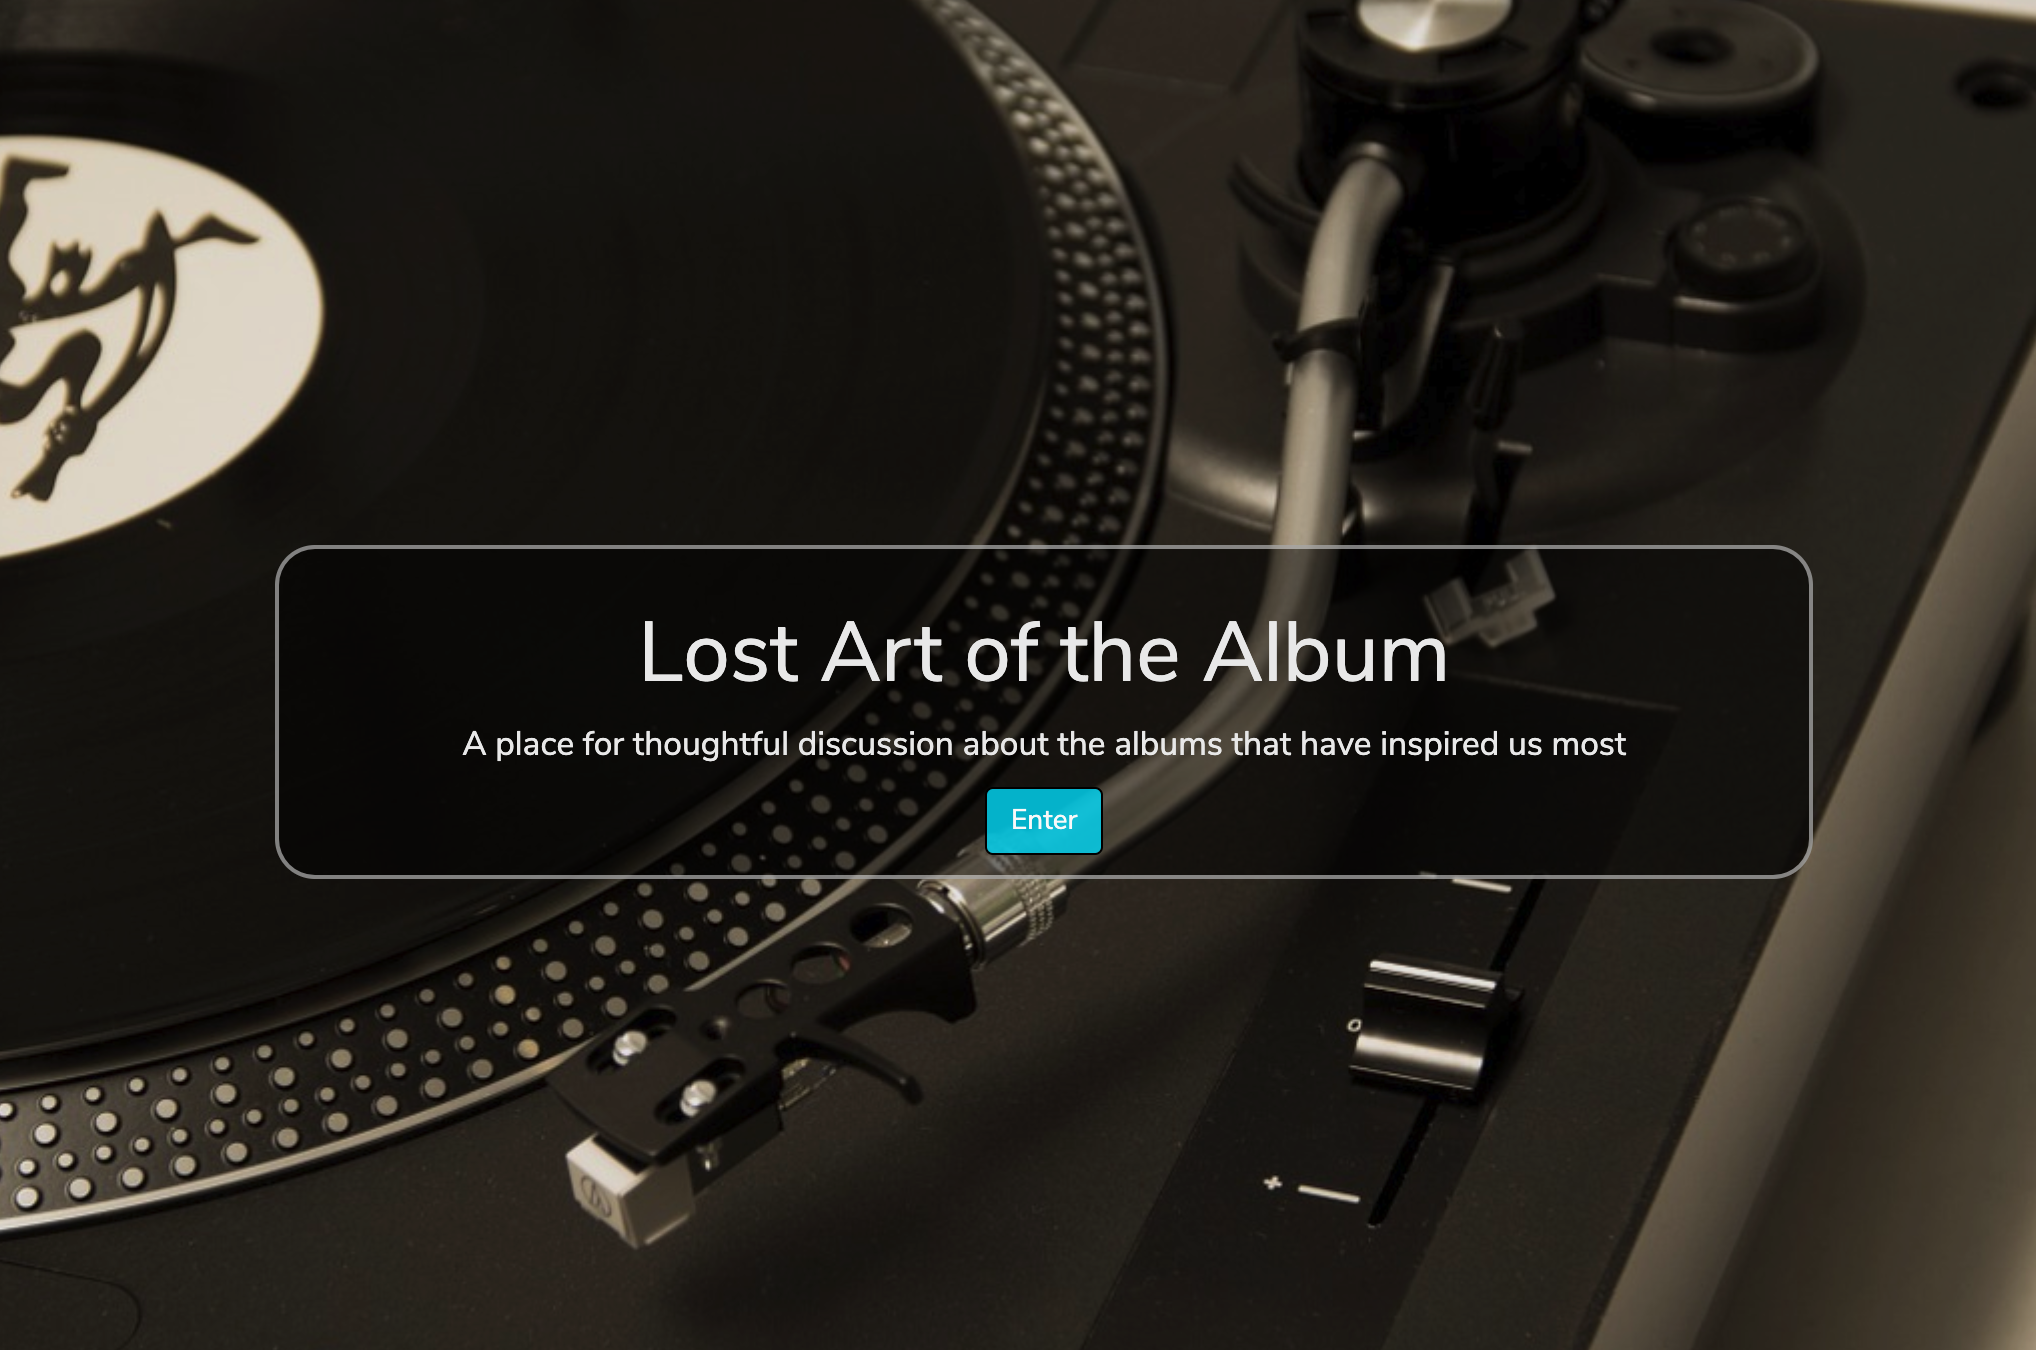 Lost Art of the Album
A place for thoughtful discussion about the albums that have inspired us most
Enter
0
+